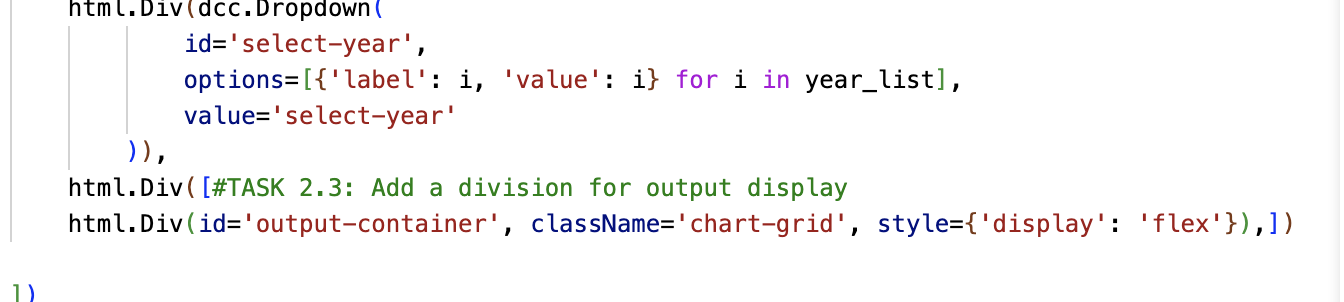 html.Div(dcc.Dropdown(
id='select-year',
options=[{'label': i, 'value': i} for i in year_list],
value='select-year'
)),
html.Div([#TASK 2.3: Add a division for output display
html.Div(id='output-container', className='chart-grid', style={'display': 'flex'}),])
])